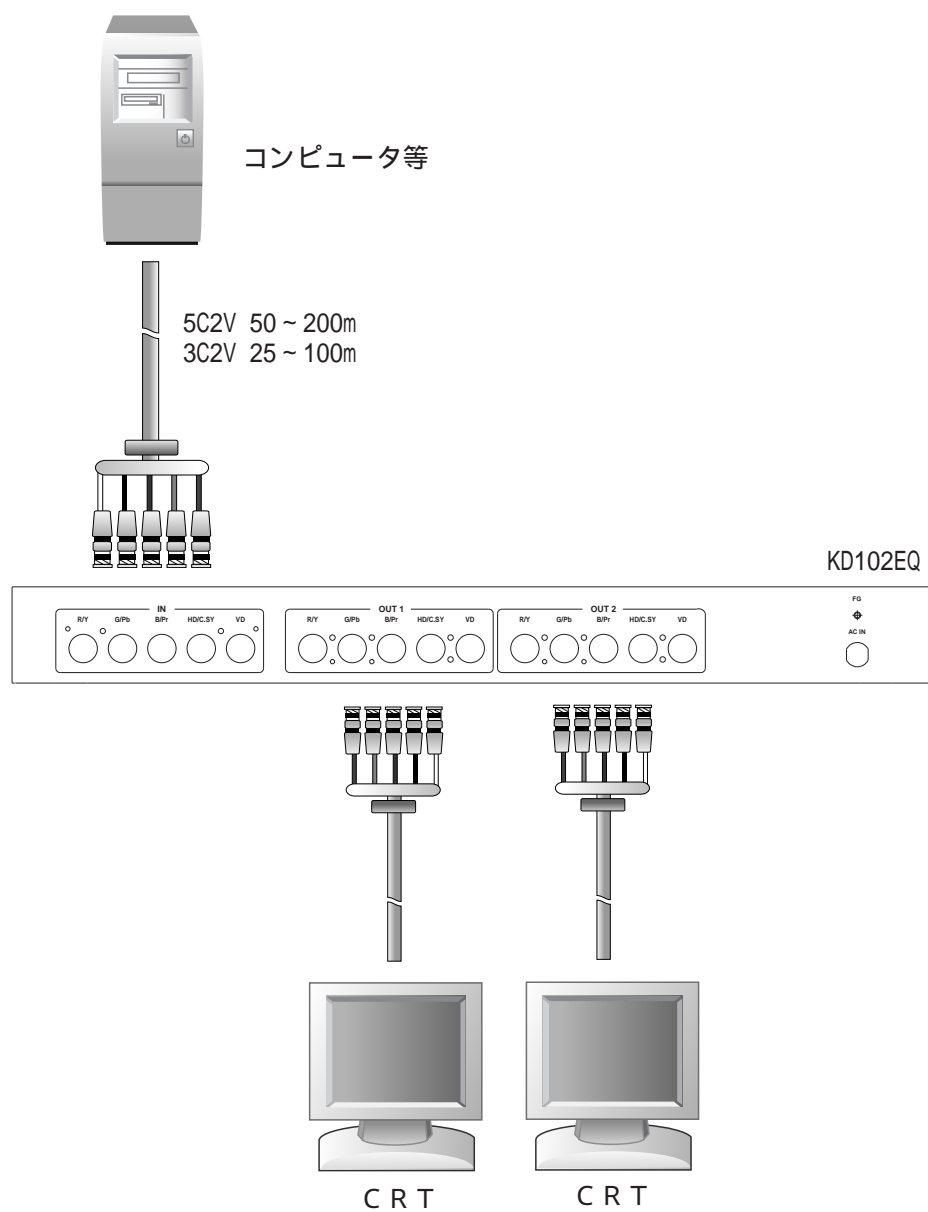 コンピュータ等
5C2V 50～200m
3C2V 25～100m
KD102EQ
IN
R/Y G/Pb B/Pr HD/C.SY VD
OUT 1
R/Y G/Pb B/Pr HD/C.SY VD
OUT 2
R/Y G/Pb B/Pr HD/C.SY VD
FG
AC IN
CRT
CRT